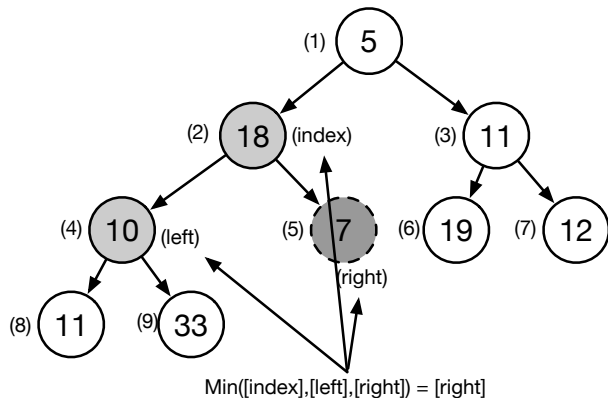 (1) 5
(2) 18 (index) (3) 11
(4) 10 (left) (5) 7 (right) (6) 19 (7) 12
(8) 11 (9) 33
Min([index],[left],[right]) = [right]